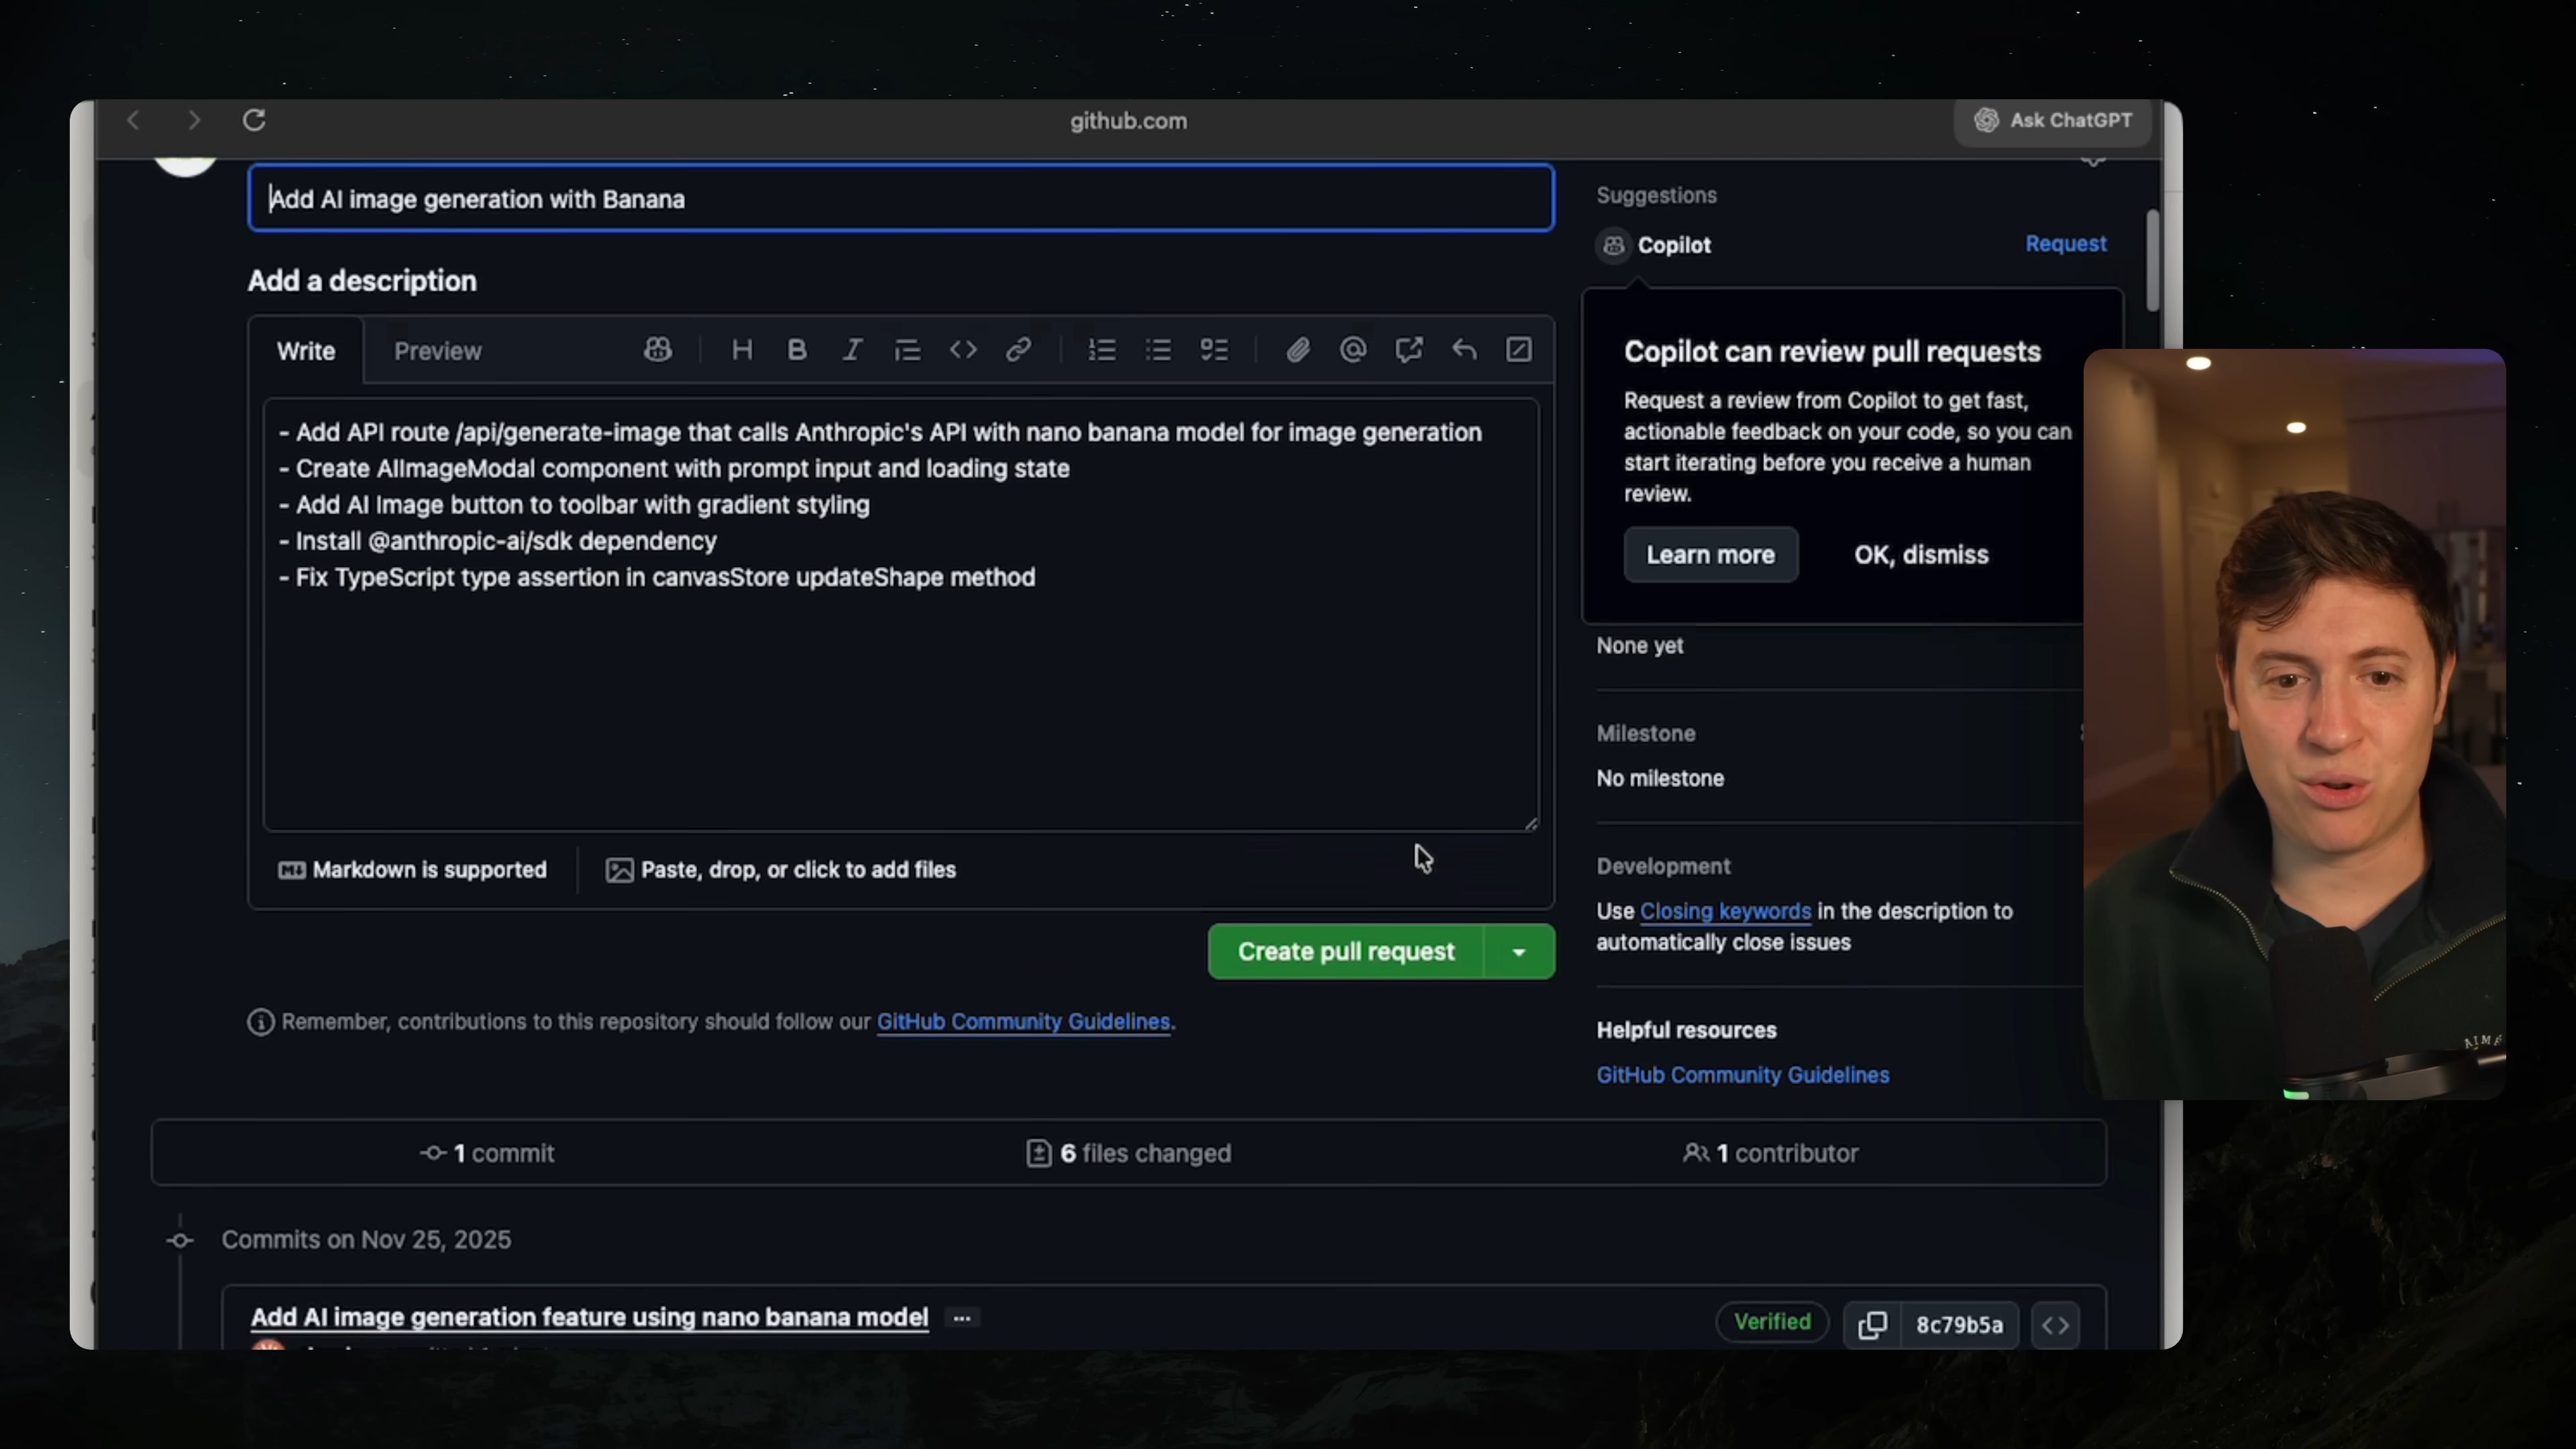 github.com
Ask ChatGPT
Add AI image generation with Banana
Add a description
Write
Preview
- Add API route /api/generate-image that calls Anthropic's API with nano banana model for image generation
- Create AIImageModal component with prompt input and loading state
- Add AI Image button to toolbar with gradient styling
- Install @anthropic-ai/sdk dependency
- Fix TypeScript type assertion in canvasStore updateShape method
Markdown is supported
Paste, drop, or click to add files
Create pull request
Remember, contributions to this repository should follow our GitHub Community Guidelines.
Suggestions
Copilot
Request
Copilot can review pull requests
Request a review from Copilot to get fast,
actionable feedback on your code, so you can
start iterating before you receive a human
review.
Learn more
OK, dismiss
None yet
Milestone
No milestone
Development
Use Closing keywords in the description to
automatically close issues
Helpful resources
GitHub Community Guidelines
1 commit
6 files changed
1 contributor
Commits on Nov 25, 2025
Add AI image generation feature using nano banana model
Verified
8c79b5a